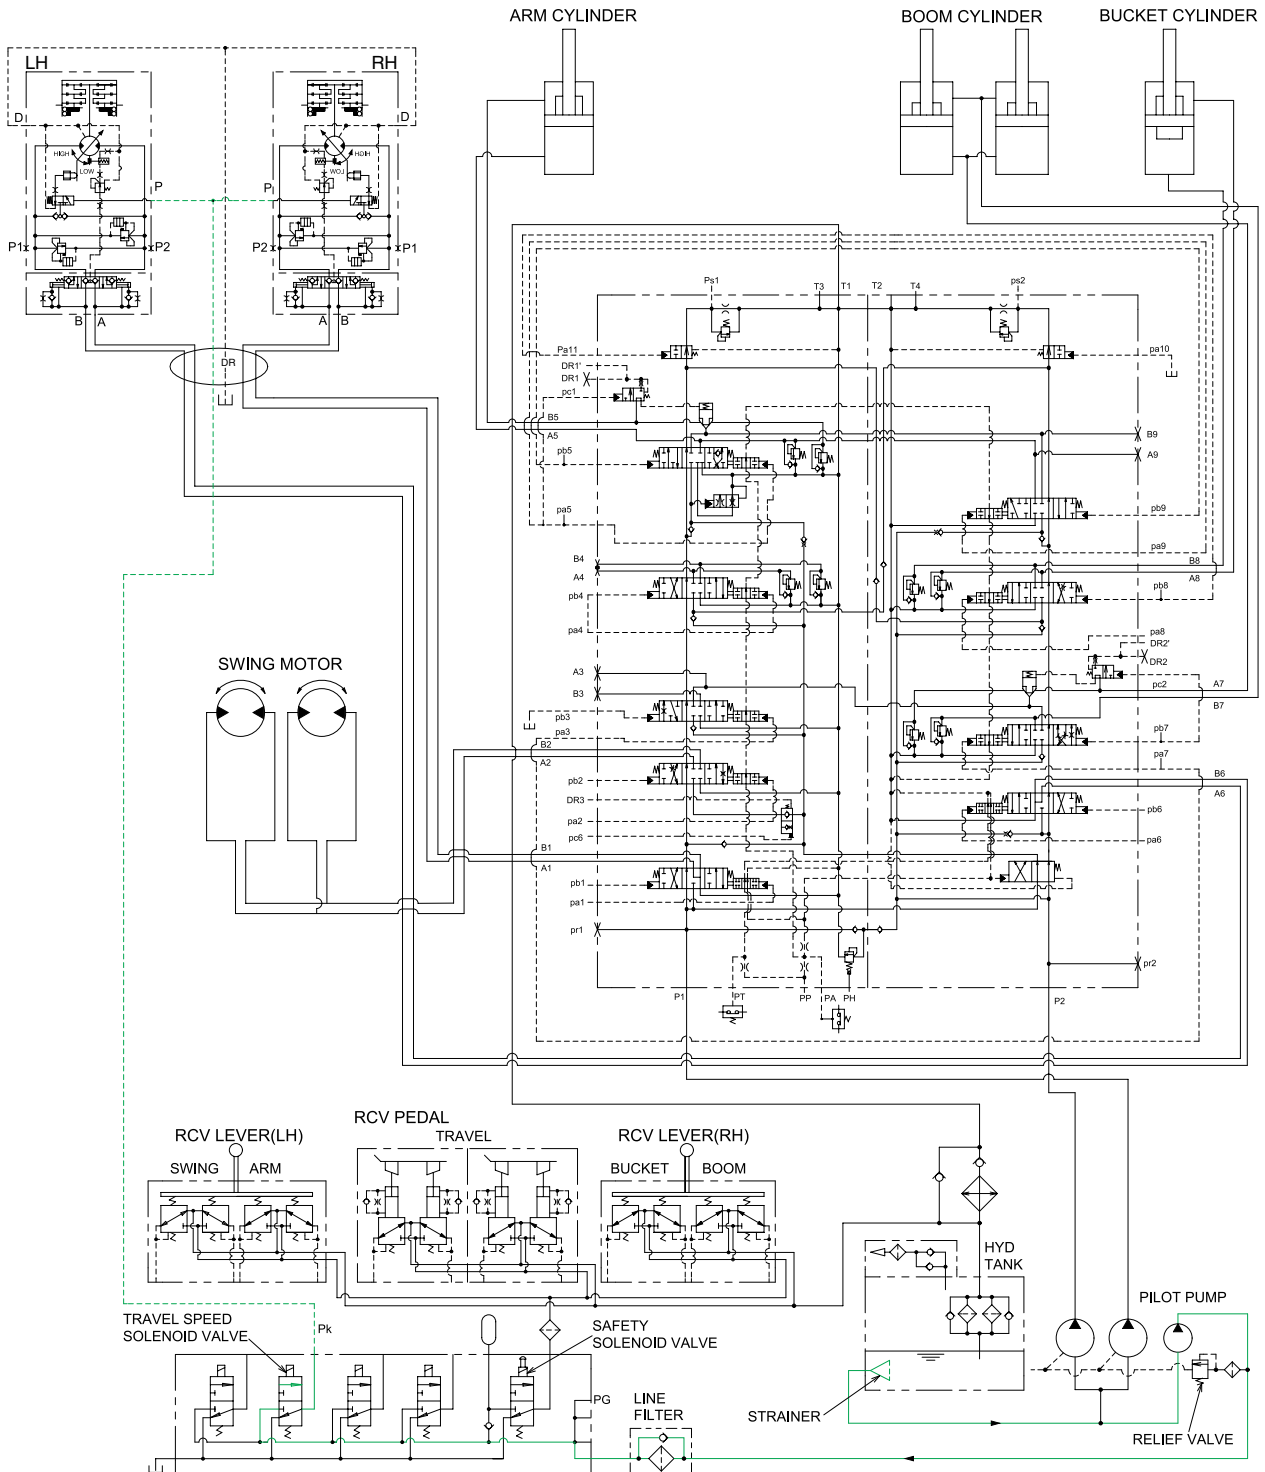 ARM CYLINDER
BOOM CYLINDER
BUCKET CYLINDER
LH
RH
D
D
HIGH
LOW
HIGH
LOW
P
P
P1
P2
P2
P1
B
A
A
B
DR
Ps1
T3
T1
T2
T4
ps2
Pa11
DR1'
DR1
pc1
B5
A5
pb5
pa5
B4
A4
pb4
pa4
A3
B3
pb3
pa3
B2
A2
pb2
DR3
pa2
pc6
B1
A1
pb1
pa1
pr1
pa10
B9
A9
pb9
pa9
B8
A8
pb8
pa8
DR2'
DR2
pc2
A7
B7
pb7
pa7
B6
A6
pb6
pa6
pr2
P1
PT
PP
PA
PH
P2
SWING MOTOR
RCV LEVER(LH)
SWING
ARM
RCV PEDAL
TRAVEL
RCV LEVER(RH)
BUCKET
BOOM
HYD
TANK
PILOT PUMP
TRAVEL SPEED
SOLENOID VALVE
Pk
SAFETY
SOLENOID VALVE
PG
LINE
FILTER
STRAINER
RELIEF VALVE